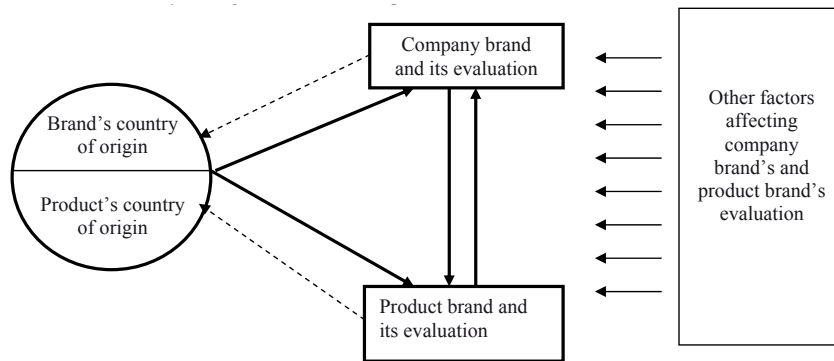 Company brand
and its evaluation
Brand's country
of origin
Product's country
of origin
Product brand and
its evaluation
Other factors
affecting
company
brand's and
product brand's
evaluation